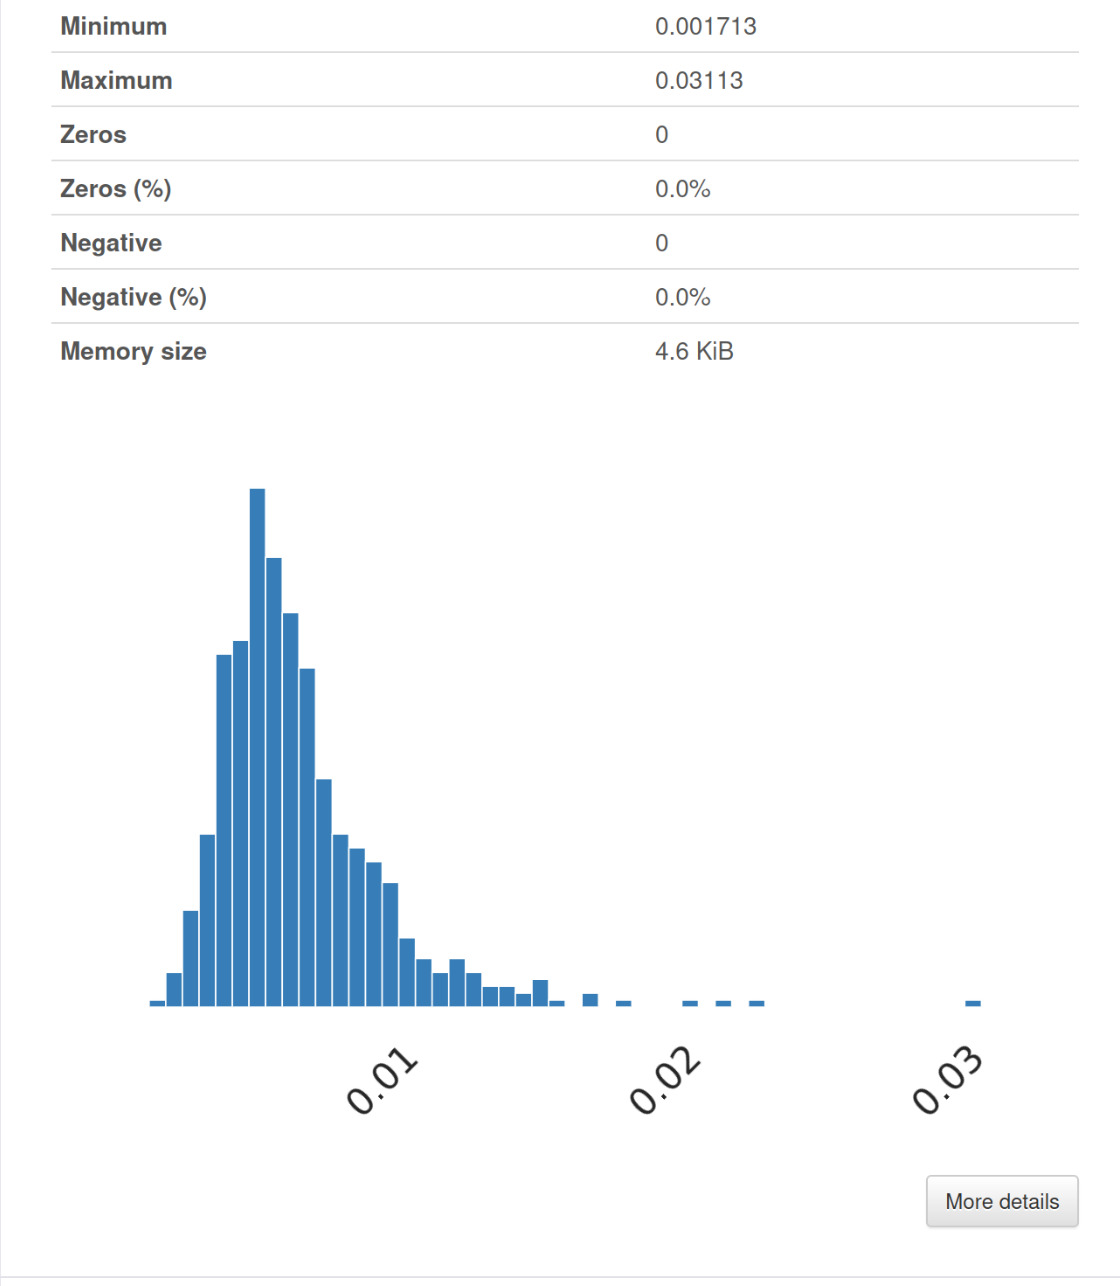 Minimum 0.001713
Maximum 0.03113
Zeros 0
Zeros (%) 0.0%
Negative 0
Negative (%) 0.0%
Memory size 4.6 KiB
0.01 0.02 0.03
More details